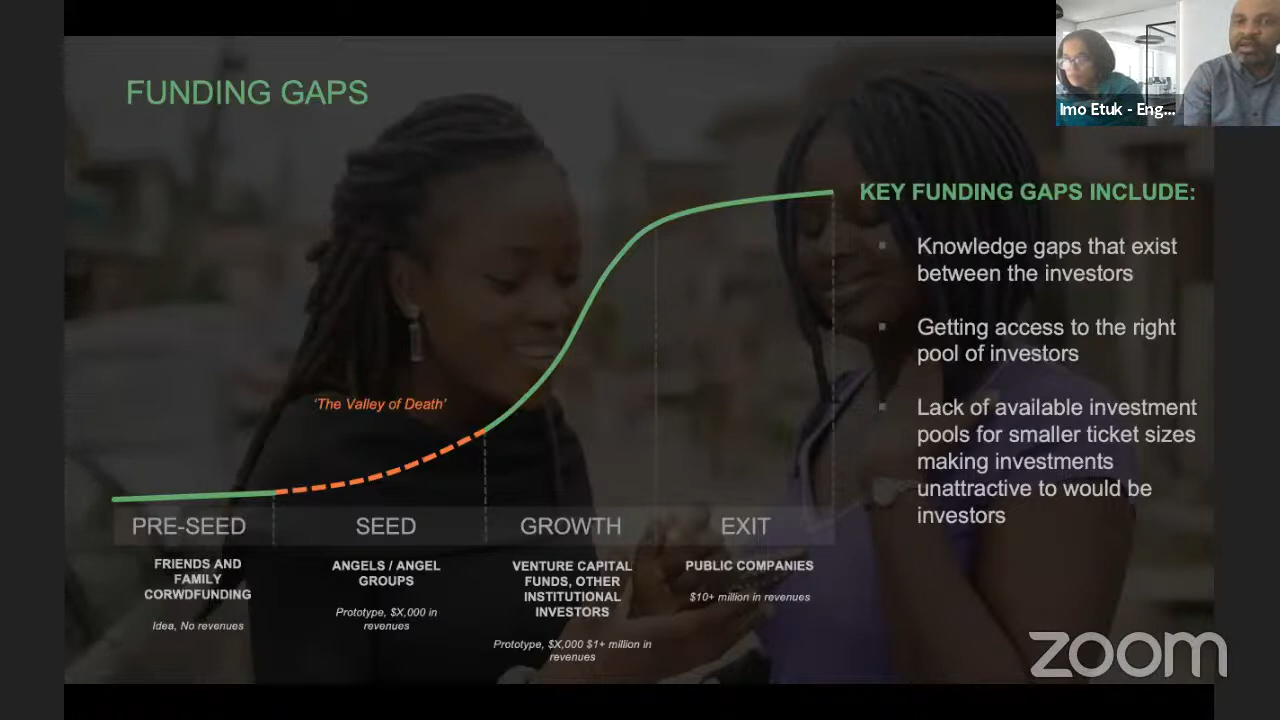 FUNDING GAPS
Imo Etuk - Eng...
KEY FUNDING GAPS INCLUDE:
Knowledge gaps that exist
between the investors
Getting access to the right
pool of investors
Lack of available investment
pools for smaller ticket sizes
making investments
unattractive to would be
investors
'The Valley of Death'
PRE-SEED
FRIENDS AND
FAMILY
CORWDFUNDING
Idea, No revenues
SEED
ANGELS / ANGEL
GROUPS
Prototype, $X,000 in
revenues
GROWTH
VENTURE CAPITAL
FUNDS, OTHER
INSTITUTIONAL
INVESTORS
Prototype, $X,000 $1+ million in
revenues
EXIT
PUBLIC COMPANIES
$10+ million in revenues
zoom